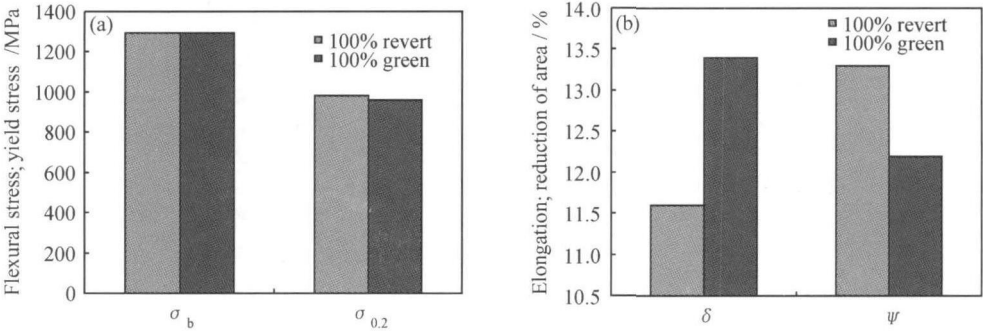 (a)
100% revert
100% green
Flexural stress; yield stress /MPa
1400
1200
1000
800
600
400
200
0
σ b
σ 0.2
(b)
100% revert
100% green
Elongation; reduction of area / %
14.0
13.5
13.0
12.5
12.0
11.5
11.0
10.5
δ
ψ